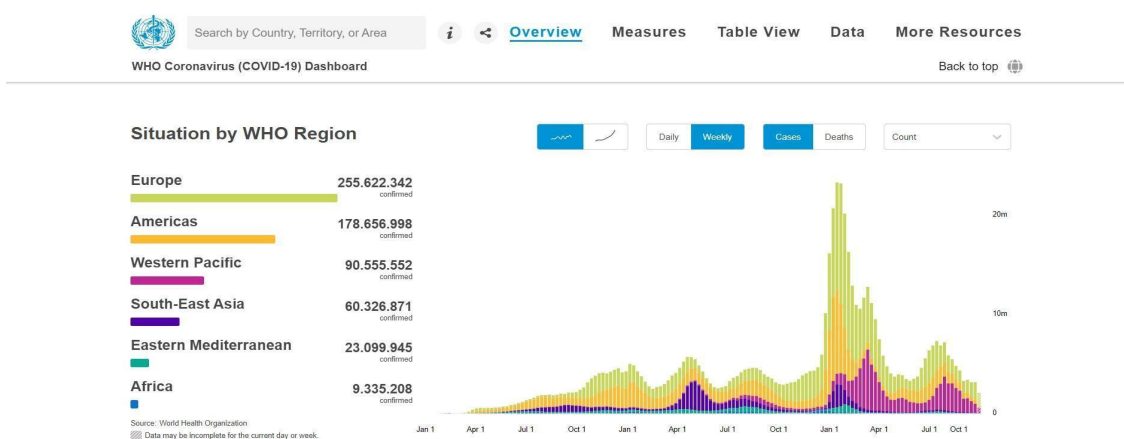 Search by Country, Territory, or Area
i
Overview Measures Table View Data More Resources
WHO Coronavirus (COVID-19) Dashboard
Back to top
Situation by WHO Region
Daily Weekly
Cases Deaths
Count
Europe 255.622.342
confirmed
Americas 178.656.998
confirmed
Western Pacific 90.555.552
confirmed
South-East Asia 60.326.871
confirmed
Eastern Mediterranean 23.099.945
confirmed
Africa 9.335.208
confirmed
Source: World Health Organization
Data may be incomplete for the current day or week.
20m
10m
0
Jan 1 Apr 1 Jul 1 Oct 1 Jan 1 Apr 1 Jul 1 Oct 1 Jan 1 Apr 1 Jul 1 Oct 1